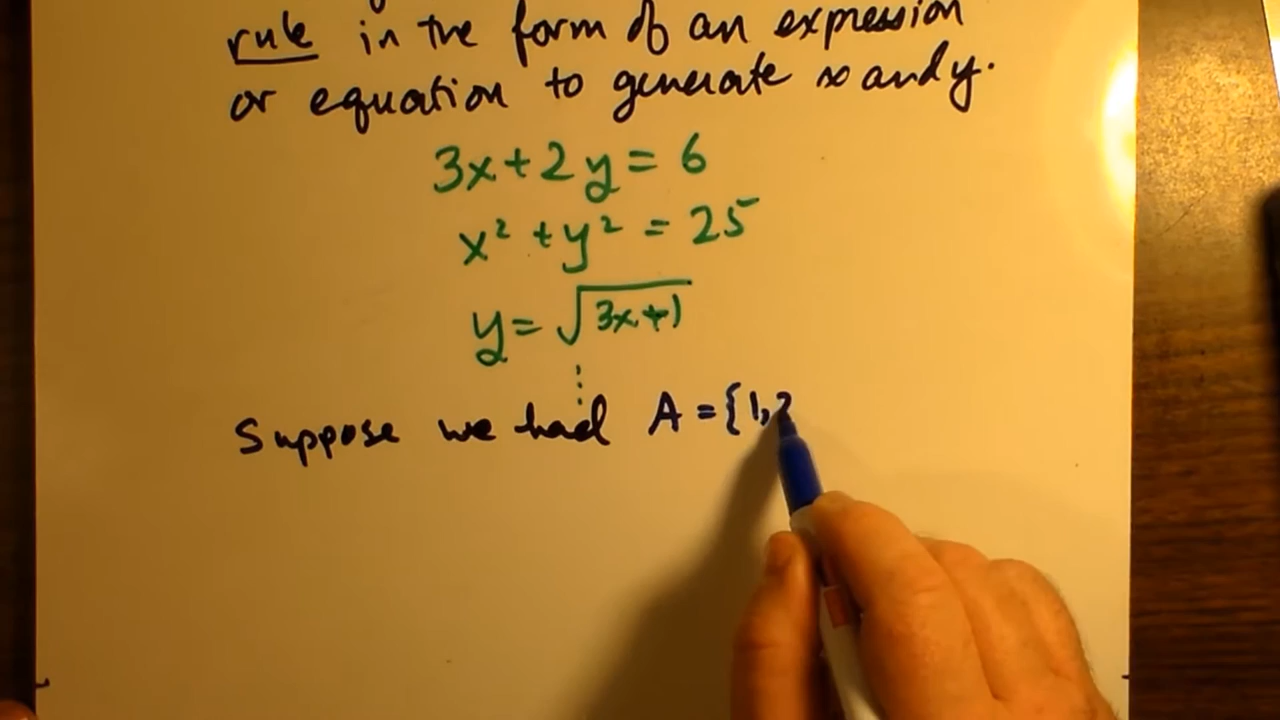 rule in the form of an expression
or equation to generate x and y.
3x+2y=6
x²+y²=25
y=√3x+1
⋮
Suppose we had A={1,2